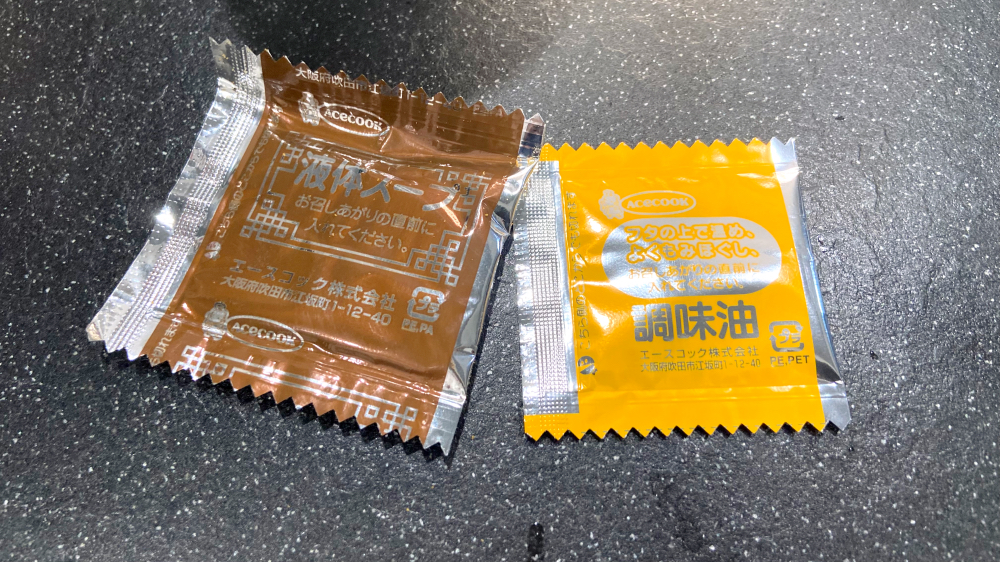 大阪府吹田市江
Acecook
液体スープ
お召しあがりの直前に
入れてください。
エースコック株式会社
大阪府吹田市江坂町1-12-40
プラ
PE.PA
Acecook
Acecook
フタの上で温め、
よくもみほぐし、
お召しあがりの直前に
入れてください。
調味油
エースコック株式会社
大阪府吹田市江坂町1-12-40
プラ
PE.PET